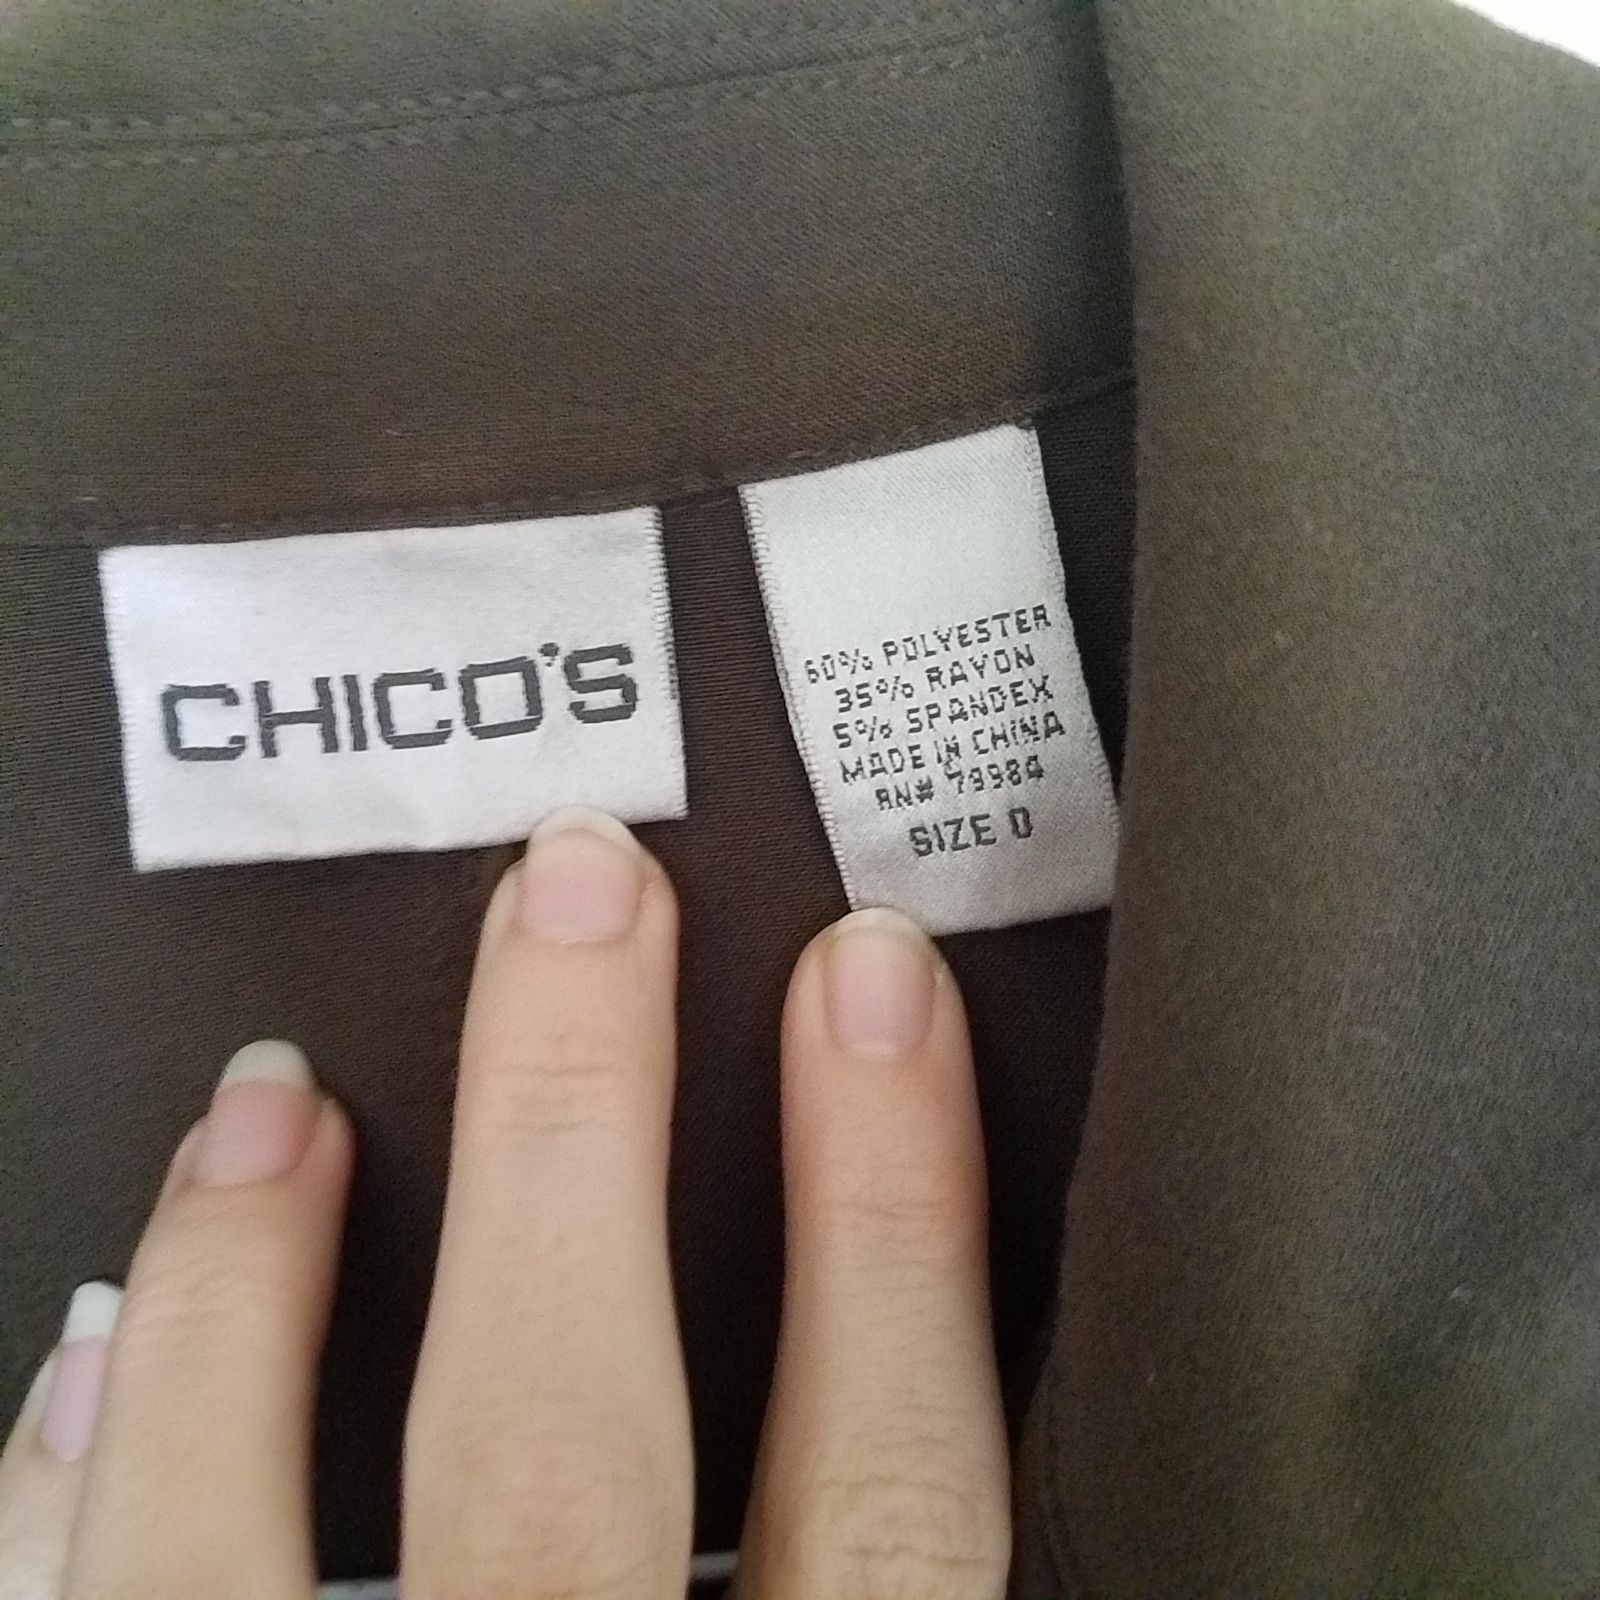 CHICO'S
60% POLYESTER
35% RAYON
5% SPANDEX
MADE IN CHINA
RN# 79984
SIZE 0